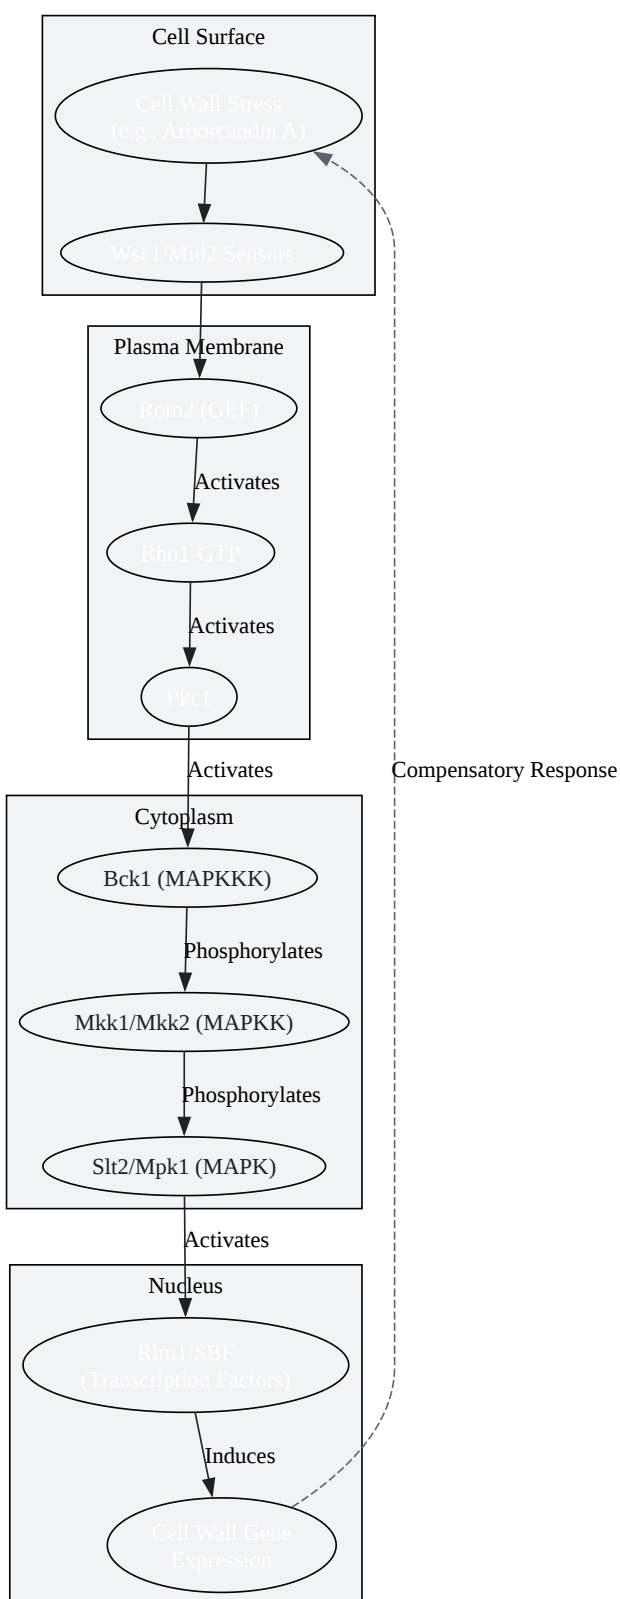 Cell Surface
Cell Wall Stress
(e.g., Arborcandin A)
Wsc1/Mid2 Sensors
Plasma Membrane
Rom2 (GEF)
Activates
Rho1-GTP
Activates
Pkc1
Activates
Compensatory Response
Cytoplasm
Bck1 (MAPKKK)
Phosphorylates
Mkk1/Mkk2 (MAPKK)
Phosphorylates
Slt2/Mpk1 (MAPK)
Activates
Nucleus
Rlm1/SBF
(Transcription Factors)
Induces
Cell Wall Gene
Expression